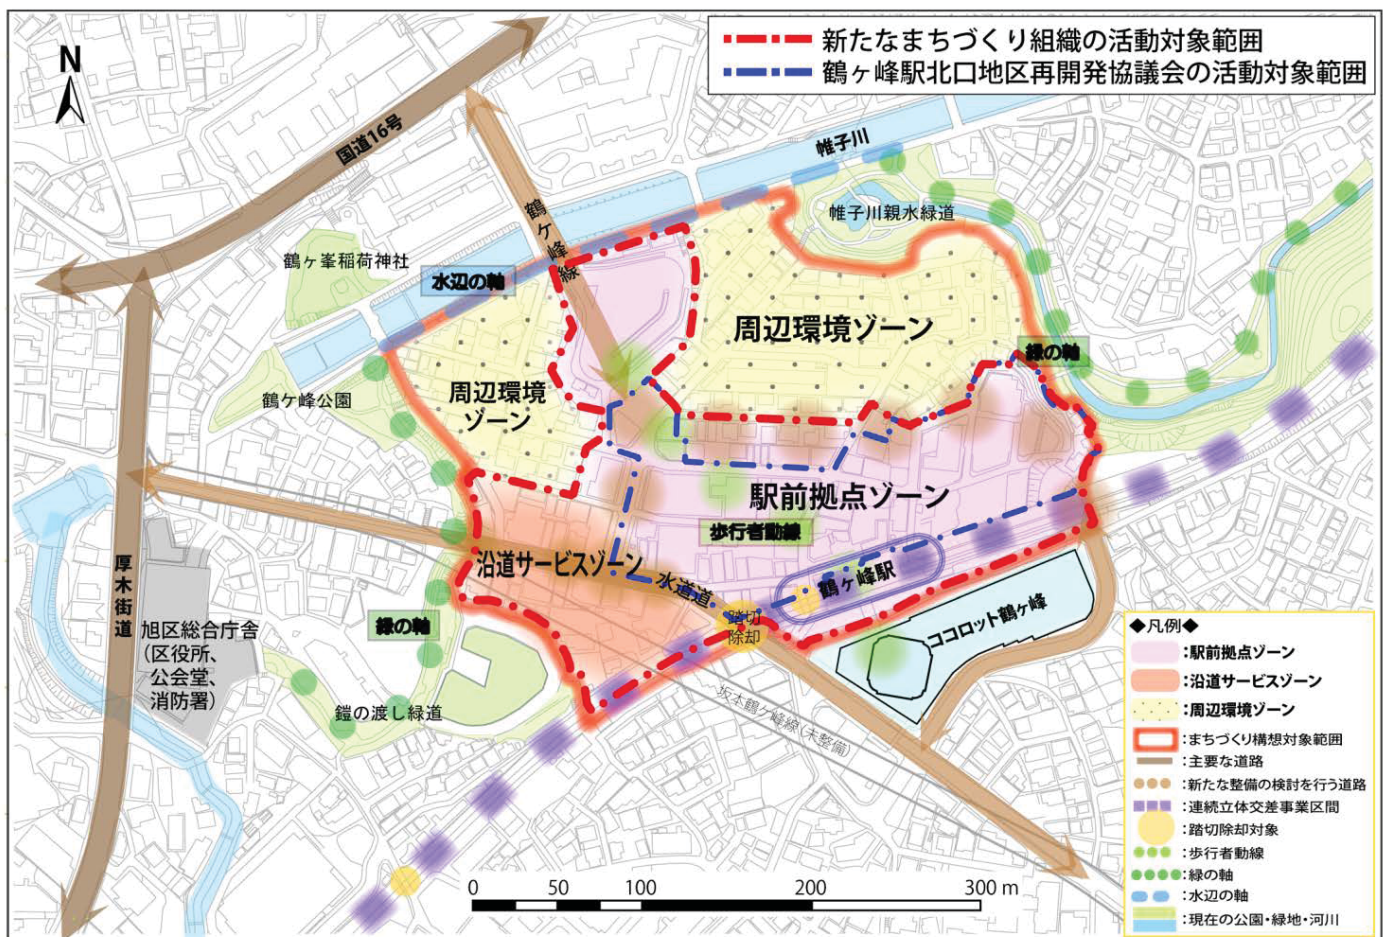 新たなまちづくり組織の活動対象範囲
鶴ヶ峰駅北口地区再開発協議会の活動対象範囲
N
国道16号
帷子川
鶴ヶ峰線
帷子川親水緑道
鶴ヶ峯稲荷神社
水辺の軸
周辺環境ゾーン
緑の軸
周辺環境
ゾーン
鶴ケ峰公園
駅前拠点ゾーン
歩行者動線
沿道サービスゾーン
水道道
鶴ヶ峰駅
厚木街道
踏切
除却
ココロット鶴ヶ峰
旭区総合庁舎
(区役所、
公会堂、
消防署)
緑の軸
鎧の渡し緑道
坂本鶴ケ峰線(未整備)
◆凡例◆
:駅前拠点ゾーン
:沿道サービスゾーン
:周辺環境ゾーン
:まちづくり構想対象範囲
:主要な道路
:新たな整備の検討を行う道路
:連続立体交差事業区間
:踏切除却対象
:歩行者動線
:緑の軸
:水辺の軸
:現在の公園・緑地・河川
0 50 100 200 300 m